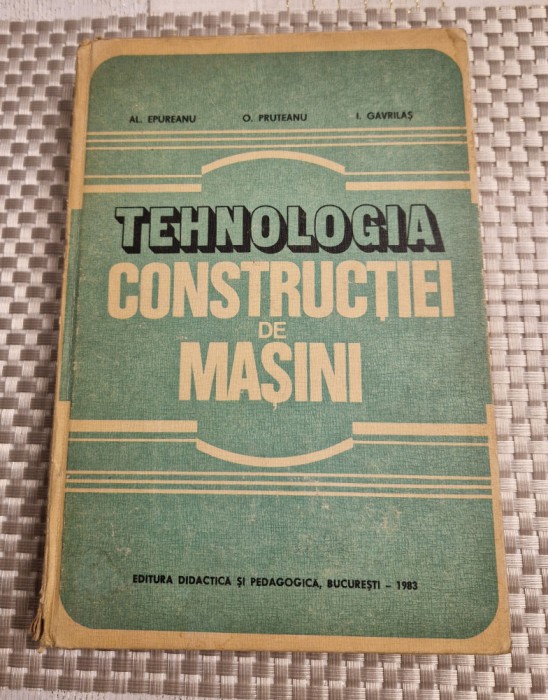 AL. EPUREANU O. PRUTEANU I. GAVRILAȘ
TEHNOLOGIA
CONSTRUCȚIEI
DE
MAȘINI
EDITURA DIDACTICA ȘI PEDAGOGICA, BUCUREȘTI – 1983